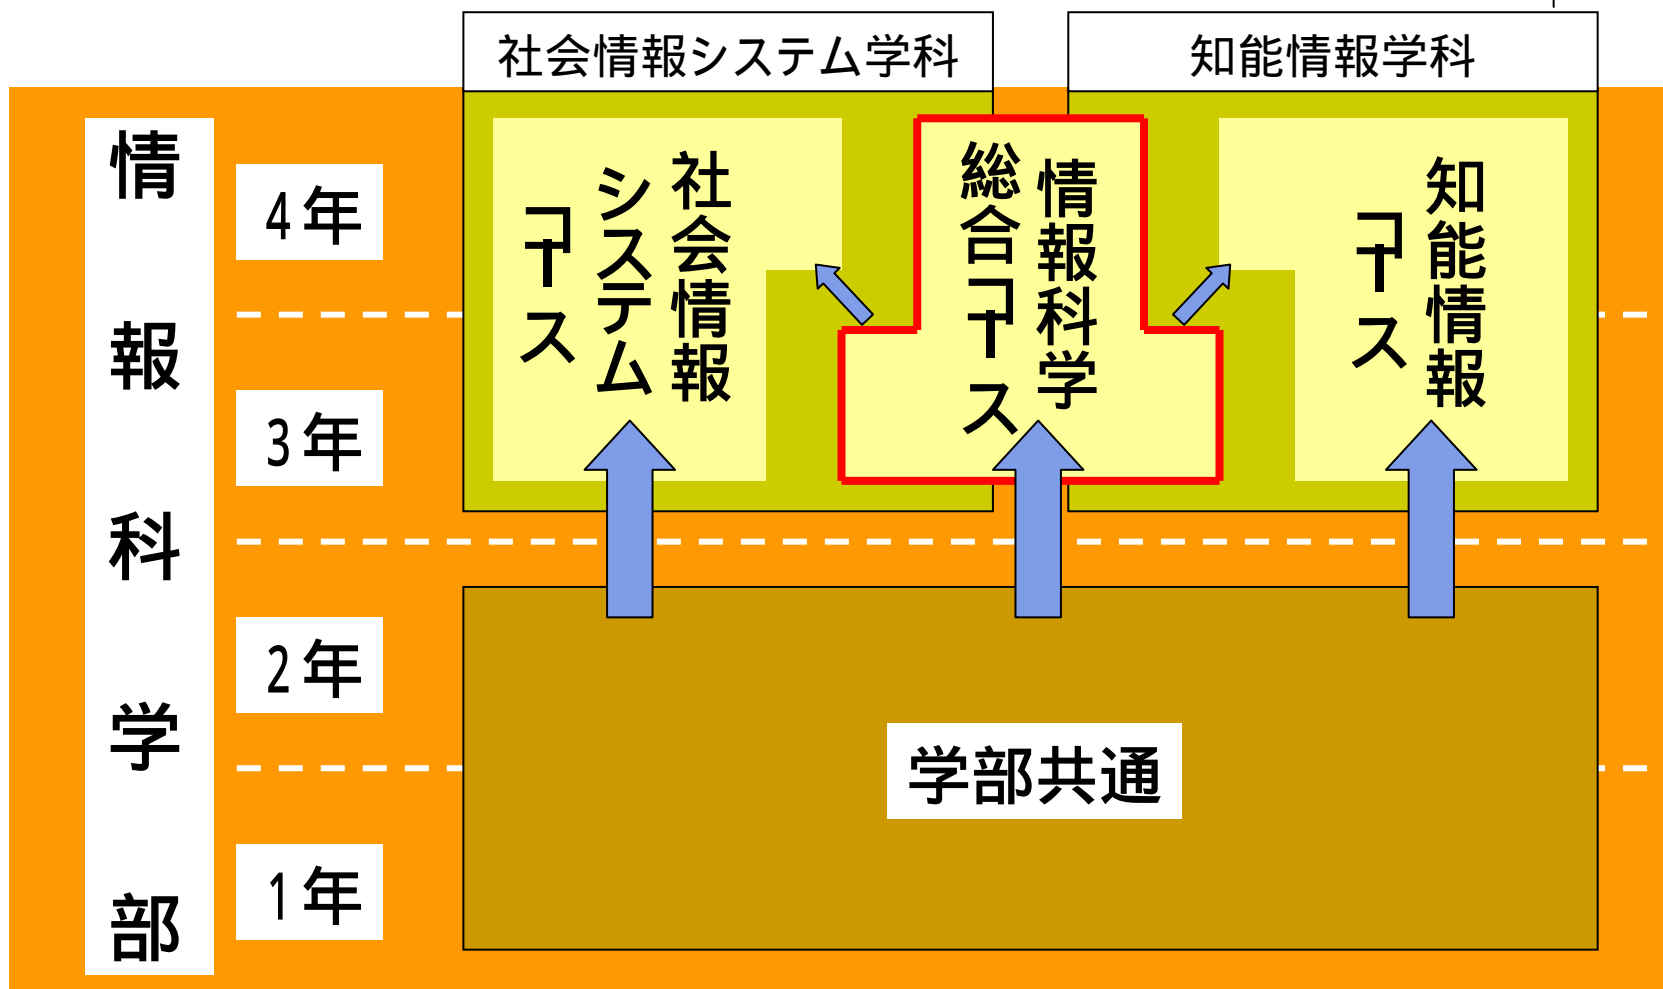 社会情報システム学科
知能情報学科
情報科学部
4年
3年
2年
1年
社会情報
システム
コース
情報科学
総合コース
知能情報
コース
学部共通